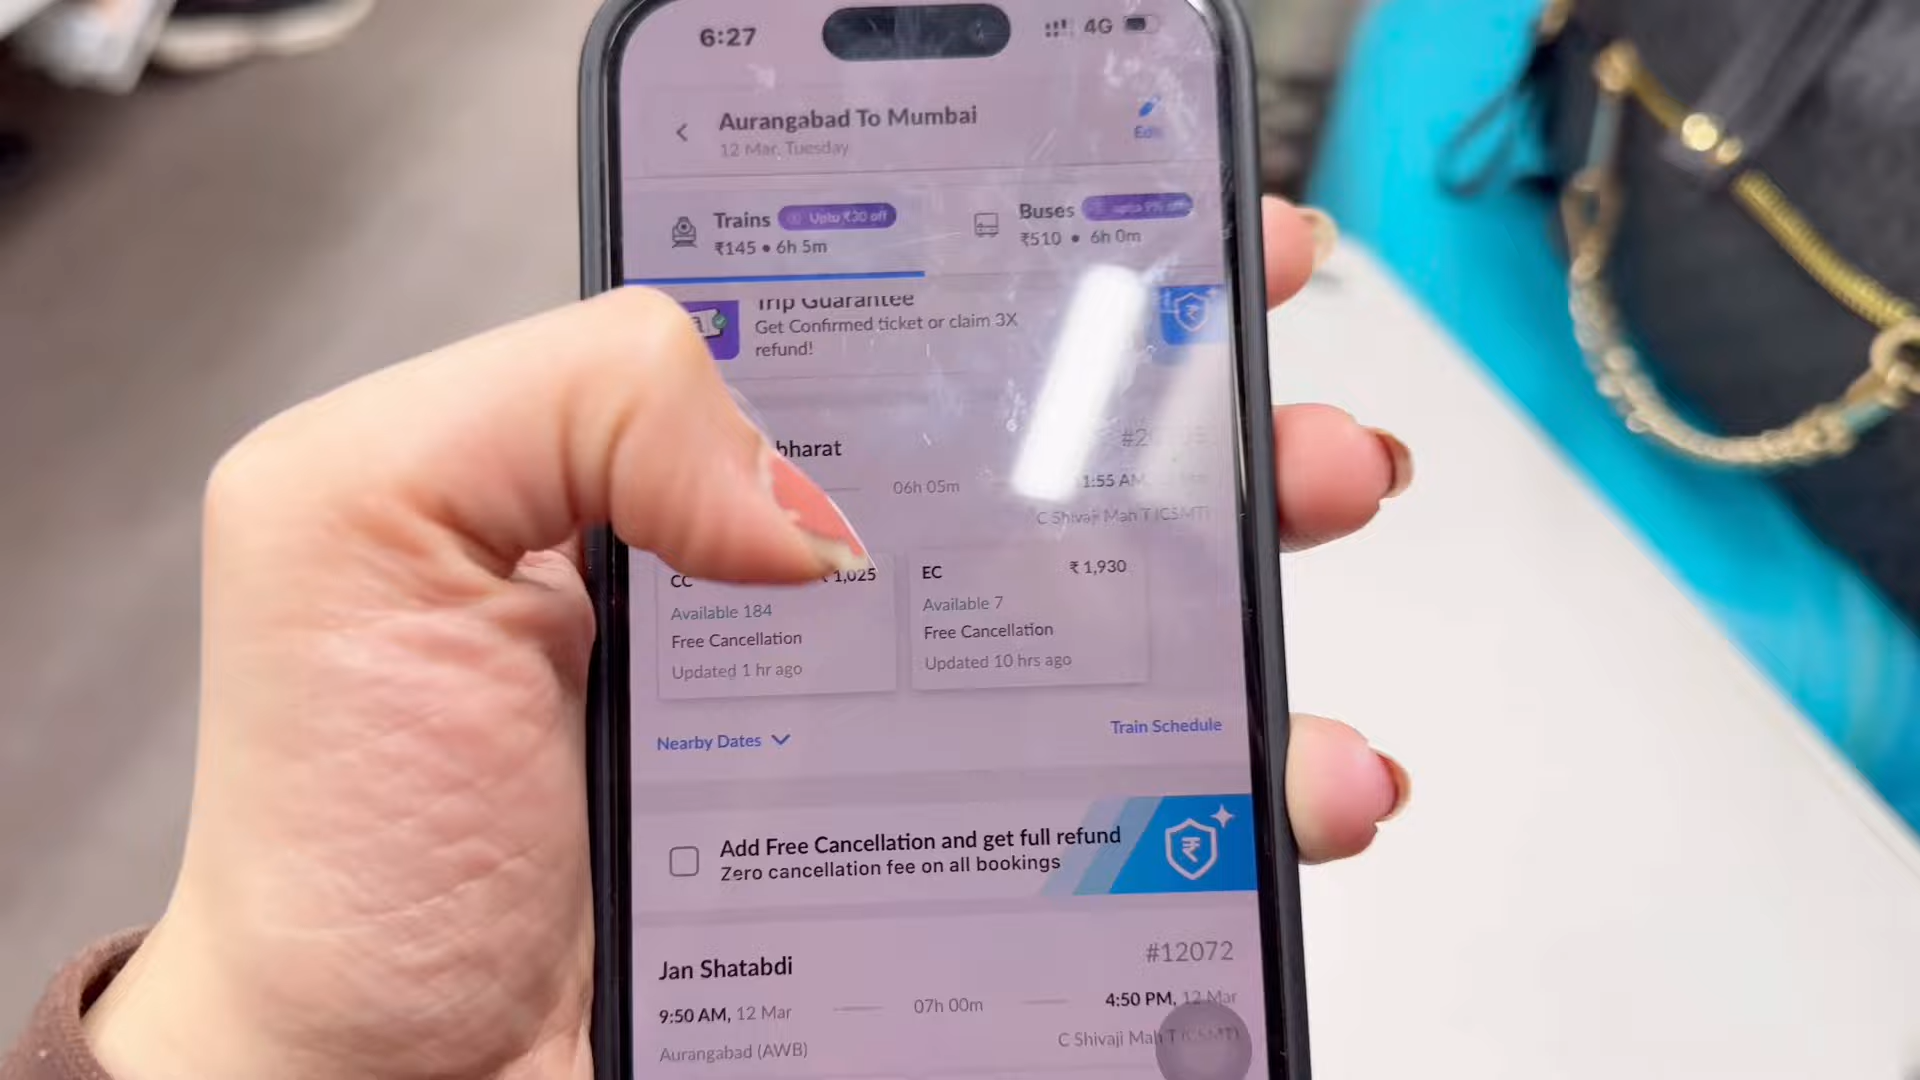 6:27
4G
Aurangabad To Mumbai
12 Mar, Tuesday
Edit
Trains
Upto ₹30 off
₹145 • 6h 5m
Buses
₹510 • 6h 0m
Trip Guarantee
Get Confirmed ticket or claim 3X
refund!
bharat
06h 05m
1:55 AM
C Shivaji Mah T (CSMT)
CC
₹ 1,025
Available 184
Free Cancellation
Updated 1 hr ago
EC
₹ 1,930
Available 7
Free Cancellation
Updated 10 hrs ago
Nearby Dates
Train Schedule
Add Free Cancellation and get full refund
Zero cancellation fee on all bookings
Jan Shatabdi
#12072
9:50 AM, 12 Mar
07h 00m
4:50 PM, 12 Mar
Aurangabad (AWB)
C Shivaji Mah T (CSMT)